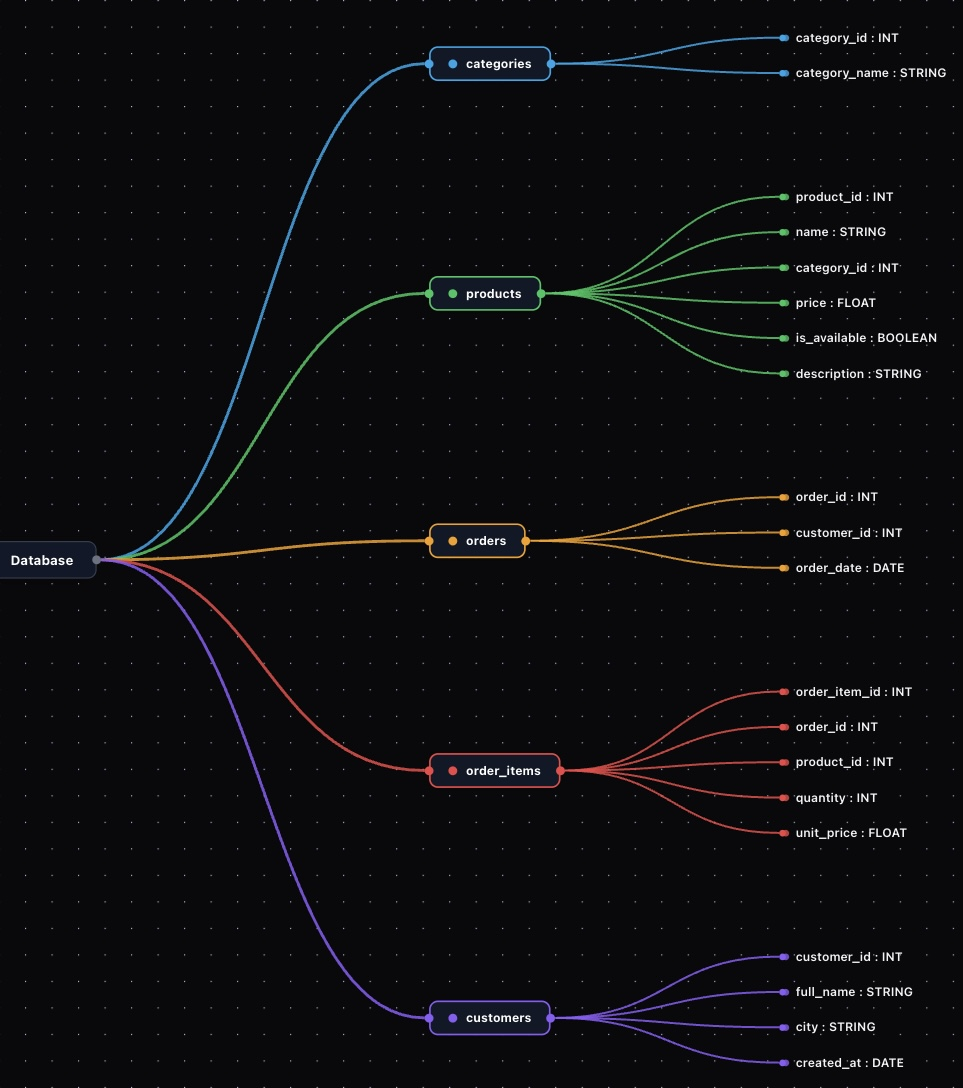 Database
categories
category_id : INT
category_name : STRING
products
product_id : INT
name : STRING
category_id : INT
price : FLOAT
is_available : BOOLEAN
description : STRING
orders
order_id : INT
customer_id : INT
order_date : DATE
order_items
order_item_id : INT
order_id : INT
product_id : INT
quantity : INT
unit_price : FLOAT
customers
customer_id : INT
full_name : STRING
city : STRING
created_at : DATE